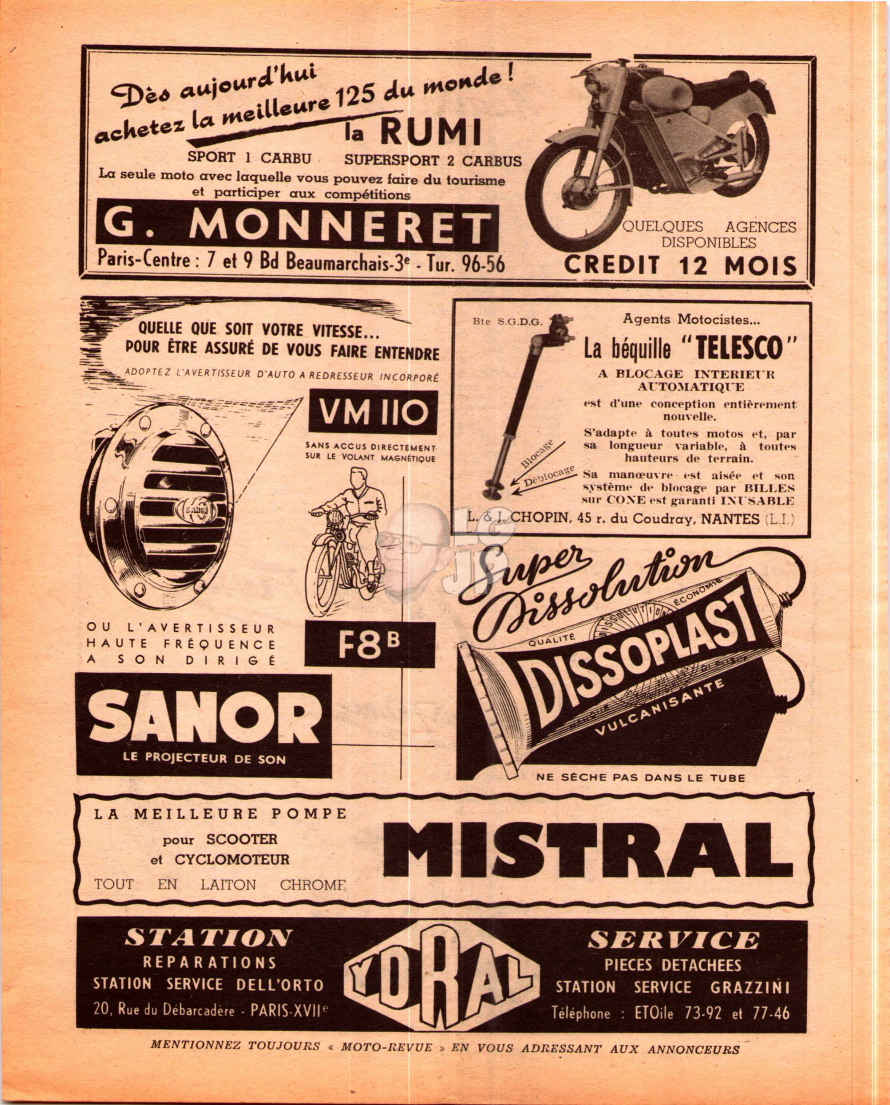 Dès aujourd'hui
achetez la meilleure 125 du monde !
la RUMI
SPORT 1 CARBU SUPERSPORT 2 CARBUS
La seule moto avec laquelle vous pouvez faire du tourisme
et participer aux compétitions
G. MONNERET
Paris-Centre : 7 et 9 Bd Beaumarchais-3e - Tur. 96-56
QUELQUES AGENCES
DISPONIBLES
CREDIT 12 MOIS
QUELLE QUE SOIT VOTRE VITESSE...
POUR ÊTRE ASSURÉ DE VOUS FAIRE ENTENDRE
ADOPTEZ L'AVERTISSEUR D'AUTO A REDRESSEUR INCORPORÉ
VM 110
SANS ACCUS DIRECTEMENT
SUR LE VOLANT MAGNÉTIQUE
SANOR
OU L'AVERTISSEUR
HAUTE FRÉQUENCE
A SON DIRIGÉ
F8 B
SANOR
LE PROJECTEUR DE SON
Bte S.G.D.G.
Agents Motocistes...
La béquille "TELESCO"
A BLOCAGE INTERIEUR
AUTOMATIQUE
est d'une conception entièrement
nouvelle.
S'adapte à toutes motos et, par
sa longueur variable, à toutes
hauteurs de terrain.
Sa manœuvre est aisée et son
système de blocage par BILLES
sur CONE est garanti INUSABLE
Blocage
Déblocage
L. & L. CHOPIN, 45 r. du Coudray, NANTES (L.I.)
LG
JP
Super
Dissolution
QUALITÉ DISSOLUTION ÉCONOMIE
DISSOPLAST
VULCANISANTE
NE SÈCHE PAS DANS LE TUBE
LA MEILLEURE POMPE
pour SCOOTER
et CYCLOMOTEUR
TOUT EN LAITON CHROME
MISTRAL
STATION
REPARATIONS
STATION SERVICE DELL'ORTO
20, Rue du Débarcadère - PARIS-XVIIe
YDRAL
SERVICE
PIECES DETACHEES
STATION SERVICE GRAZZINI
Téléphone : ETOile 73-92 et 77-46
MENTIONNEZ TOUJOURS « MOTO-REVUE » EN VOUS ADRESSANT AUX ANNONCEURS